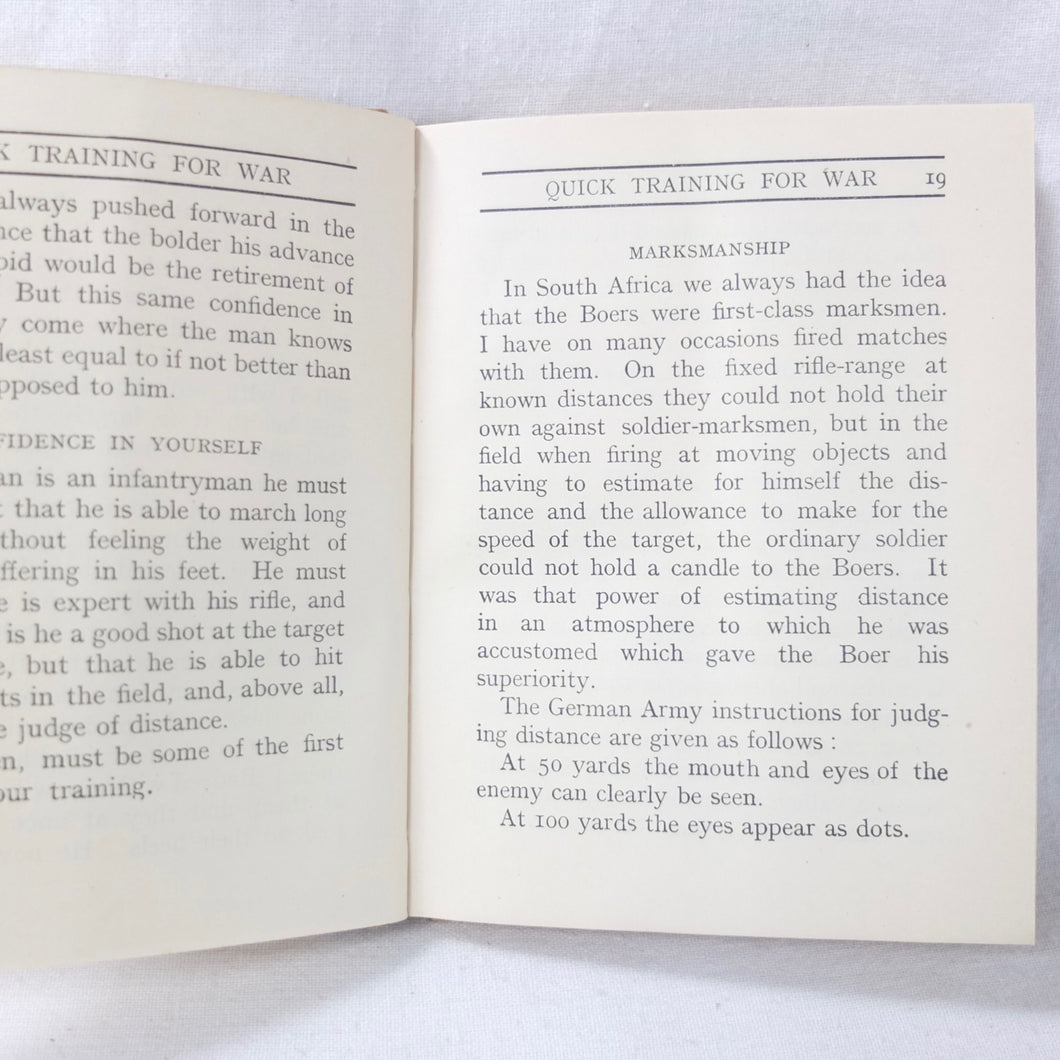 TRAINING FOR WAR
always pushed forward in the
that the bolder his advance
would be the retirement of
But this same confidence in
come where the man knows
least equal to if not better than
to him.
IN YOURSELF
is an infantryman he must
that he is able to march long
feeling the weight of
in his feet. He must
is expert with his rifle, and
is he a good shot at the target
but that he is able to hit
in the field, and, above all,
judge of distance.
must be some of the first
training.
QUICK TRAINING FOR WAR 19
MARKSMANSHIP
In South Africa we always had the idea
that the Boers were first-class marksmen.
I have on many occasions fired matches
with them. On the fixed rifle-range at
known distances they could not hold their
own against soldier-marksmen, but in the
field when firing at moving objects and
having to estimate for himself the dis-
tance and the allowance to make for the
speed of the target, the ordinary soldier
could not hold a candle to the Boers. It
was that power of estimating distance
in an atmosphere to which he was
accustomed which gave the Boer his
superiority.
The German Army instructions for judg-
ing distance are given as follows :
At 50 yards the mouth and eyes of the
enemy can clearly be seen.
At 100 yards the eyes appear as dots.